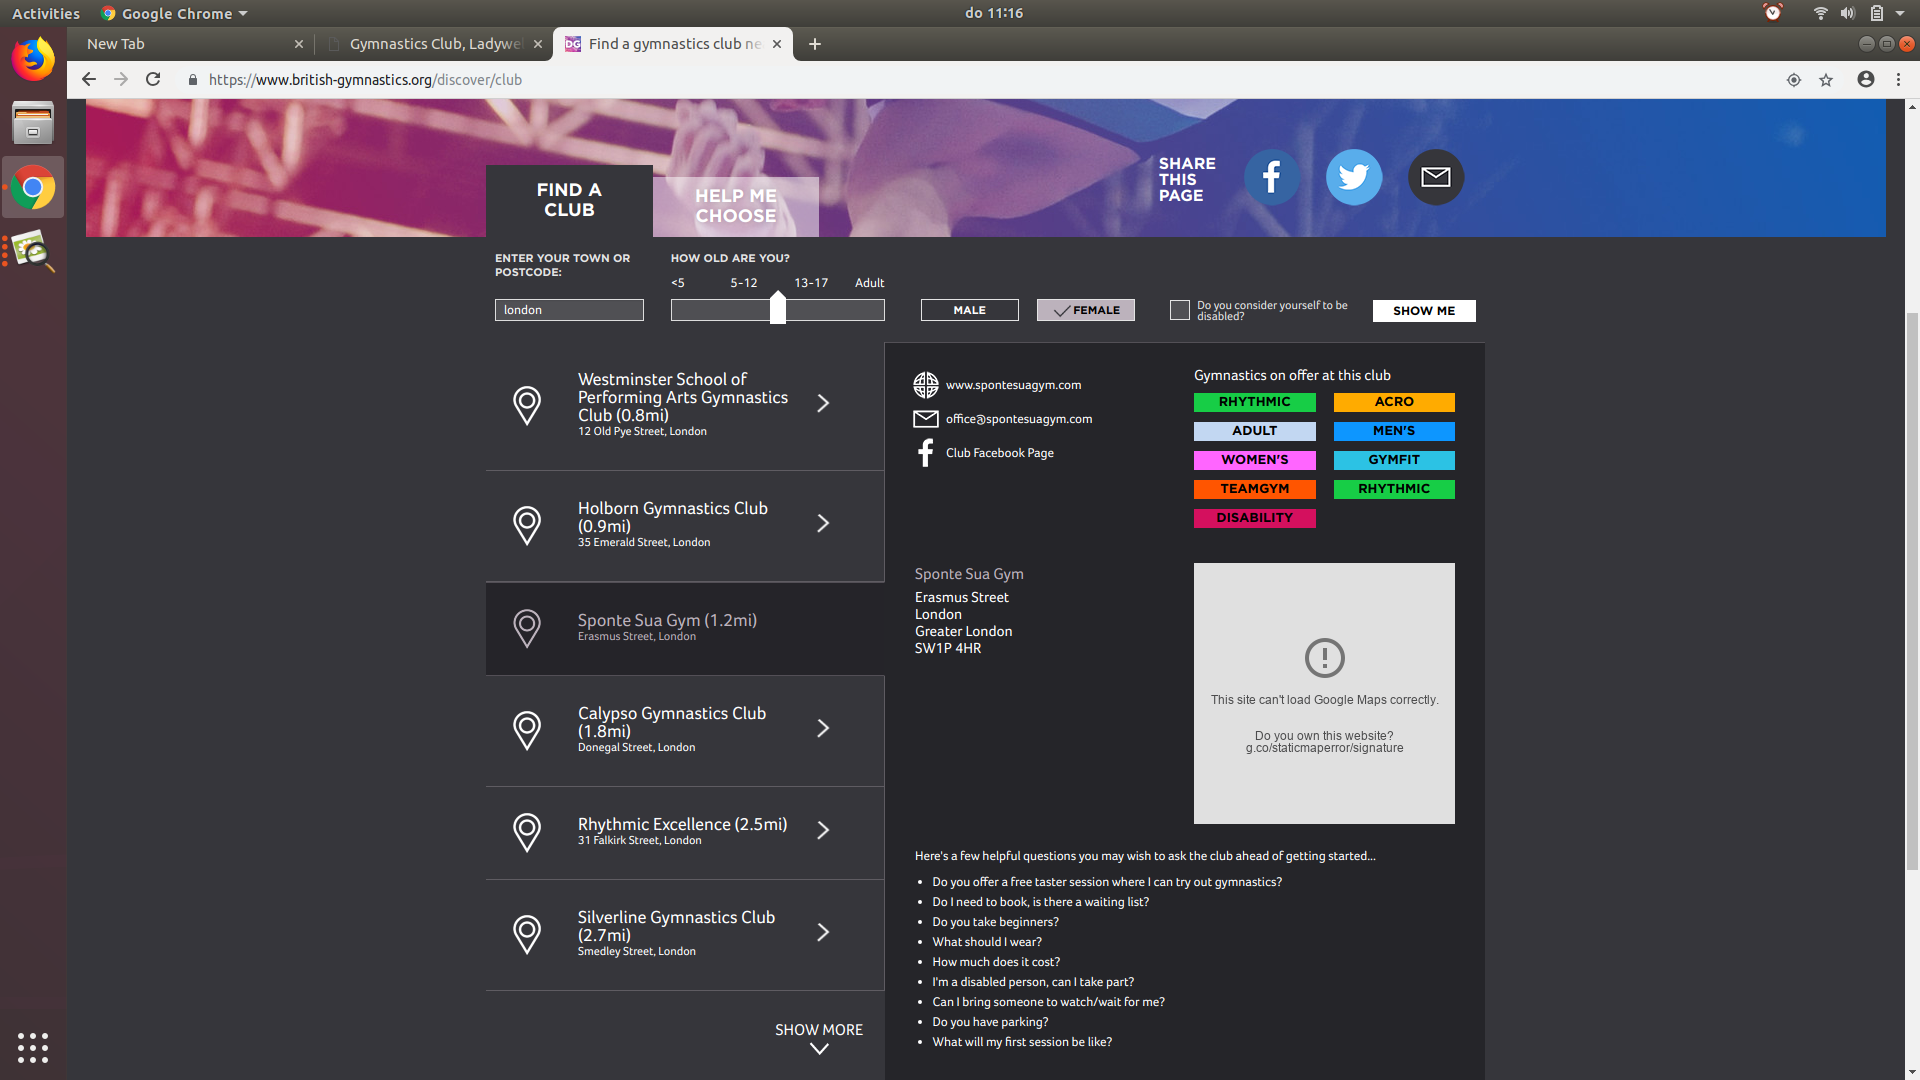 Activities
Google Chrome
do 11:16
New Tab
Gymnastics Club, Ladywe
DG
Find a gymnastics club ne
https://www.british-gymnastics.org/discover/club
FIND A
CLUB
HELP ME
CHOOSE
SHARE
THIS
PAGE
ENTER YOUR TOWN OR
POSTCODE:
HOW OLD ARE YOU?
<5 5-12 13-17 Adult
london
MALE
FEMALE
Do you consider yourself to be
disabled?
SHOW ME
Westminster School of
Performing Arts Gymnastics
Club (0.8mi)
12 Old Pye Street, London
Holborn Gymnastics Club
(0.9mi)
35 Emerald Street, London
Sponte Sua Gym (1.2mi)
Erasmus Street, London
Calypso Gymnastics Club
(1.8mi)
Donegal Street, London
Rhythmic Excellence (2.5mi)
31 Falkirk Street, London
Silverline Gymnastics Club
(2.7mi)
Smedley Street, London
SHOW MORE
www.spontesuagym.com
office@spontesuagym.com
Club Facebook Page
Gymnastics on offer at this club
RHYTHMIC ACRO
ADULT MEN'S
WOMEN'S GYMFIT
TEAMGYM RHYTHMIC
DISABILITY
Sponte Sua Gym
Erasmus Street
London
Greater London
SW1P 4HR
This site can't load Google Maps correctly.
Do you own this website?
g.co/staticmaperror/signature
Here's a few helpful questions you may wish to ask the club ahead of getting started...
• Do you offer a free taster session where I can try out gymnastics?
• Do I need to book, is there a waiting list?
• Do you take beginners?
• What should I wear?
• How much does it cost?
• I'm a disabled person, can I take part?
• Can I bring someone to watch/wait for me?
• Do you have parking?
• What will my first session be like?